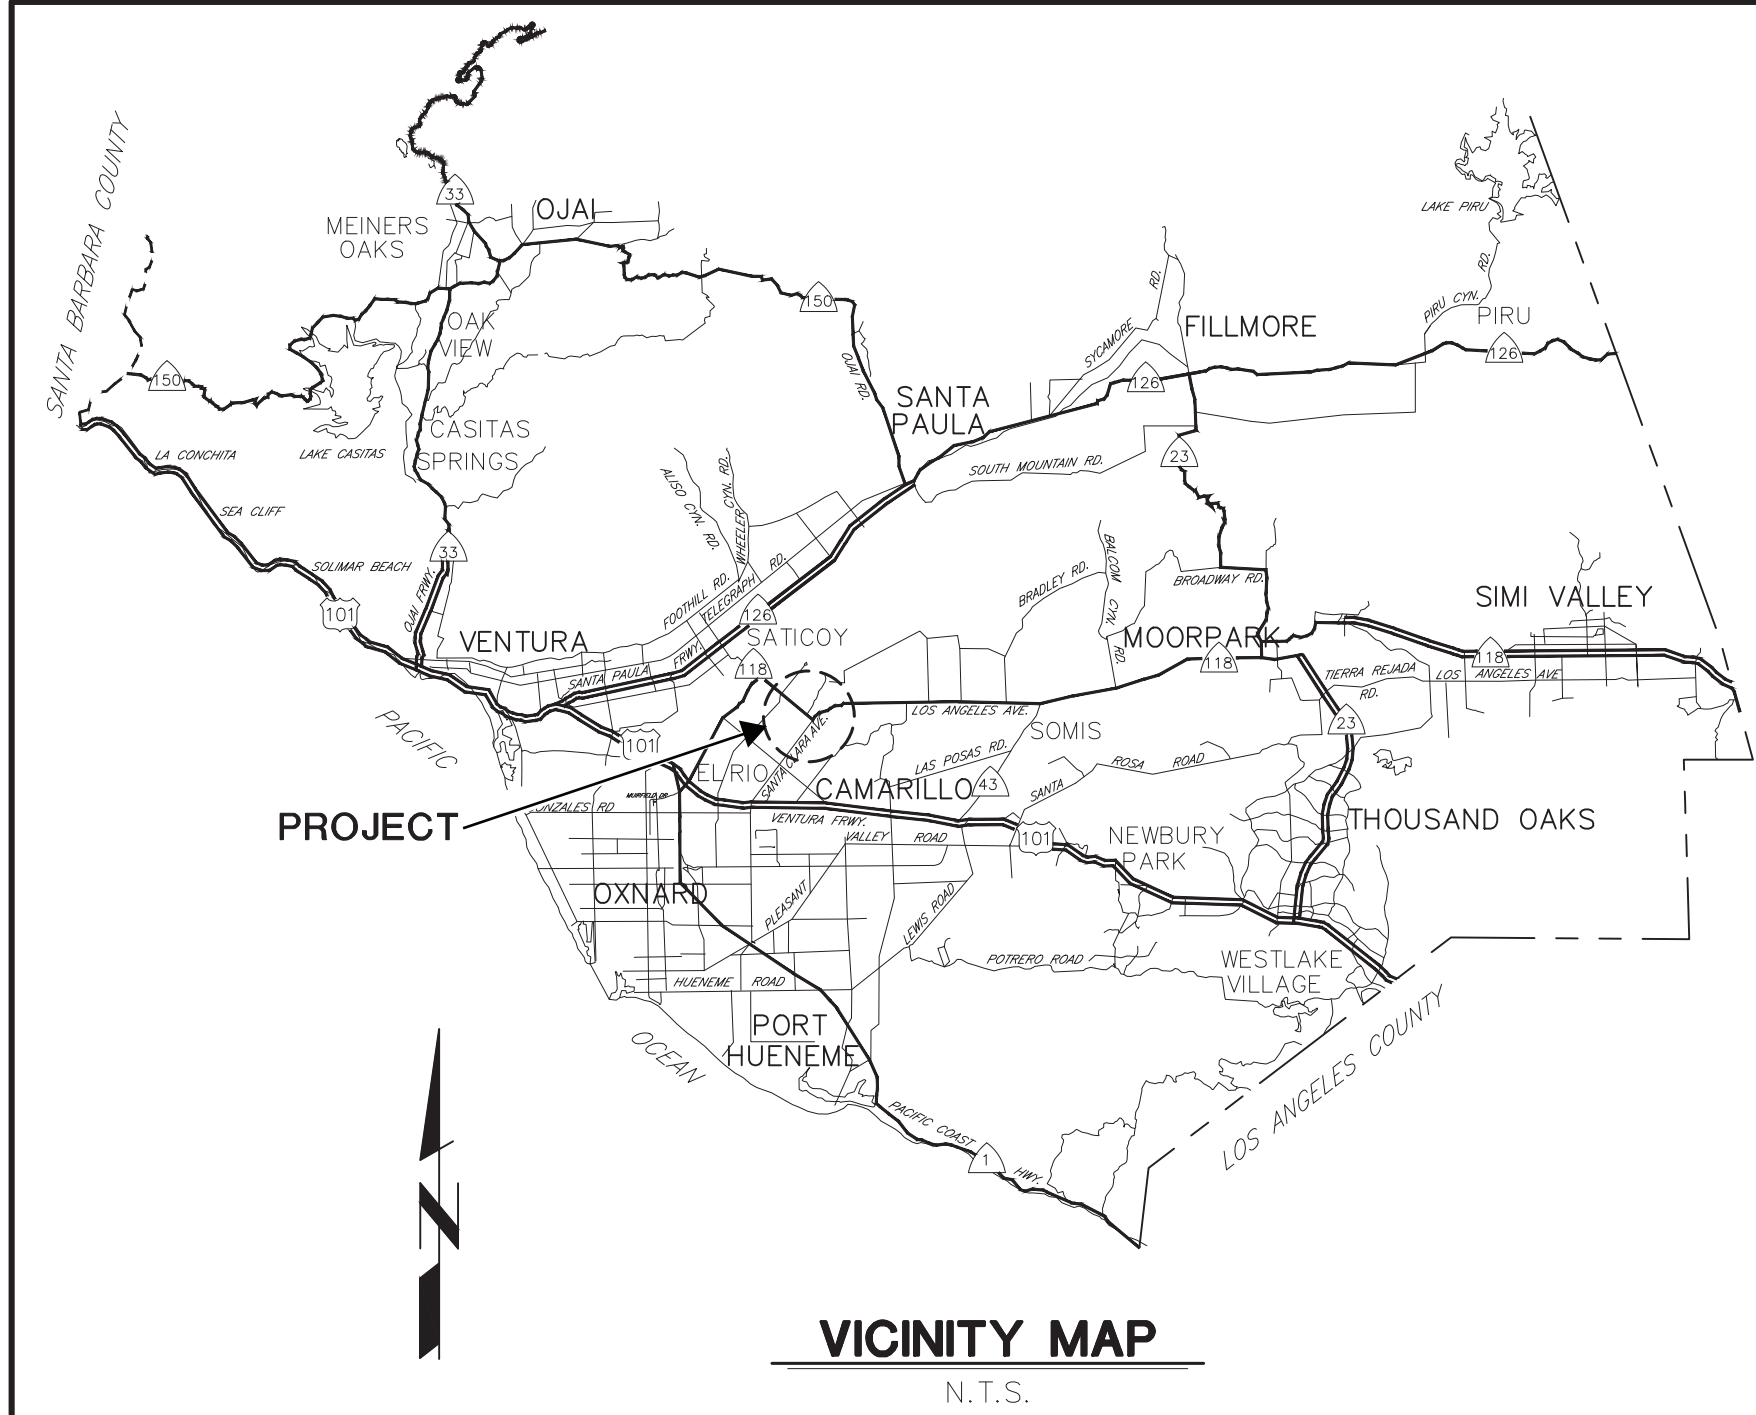 SANTA BARBARA COUNTY
33
MEINERS
OAKS
OJAI
LAKE PIRU
RD.
PIRU CYN.
PIRU
126
150
OAK
VIEW
OJAI RD.
RD.
SYCAMORE
FILLMORE
126
150
SANTA
PAULA
LA CONCHITA
LAKE CASITAS
CASITAS
SPRINGS
ALISO CYN. RD.
WHEELER CYN. RD.
SOUTH MOUNTAIN RD.
23
SEA CLIFF
SOLIMAR BEACH
33
OJAI FRWY.
101
FOOTHILL RD.
TELEGRAPH RD.
126
BRADLEY RD.
BALCOM CYN. RD.
BROADWAY RD.
SIMI VALLEY
VENTURA
SATICOY
118
MOORPARK
118
118
SANTA PAULA FRWY.
TIERRA REJADA
RD.
LOS ANGELES AVE
PACIFIC
101
LOS ANGELES AVE.
SOMIS
23
EL RIO
SANTA CLARA AVE.
LAS POSAS RD.
CAMARILLO
43
SANTA ROSA ROAD
MUIRFIELD DR.
ONZALES RD
PROJECT
VENTURA FRWY.
VALLEY ROAD
101
NEWBURY
PARK
THOUSAND OAKS
OXNARD
PLEASANT
LEWIS ROAD
POTRERO ROAD
WESTLAKE
VILLAGE
HUENEME ROAD
OCEAN
PORT
HUENEME
LOS ANGELES COUNTY
PACIFIC COAST
1
HWY.
N
VICINITY MAP
N.T.S.